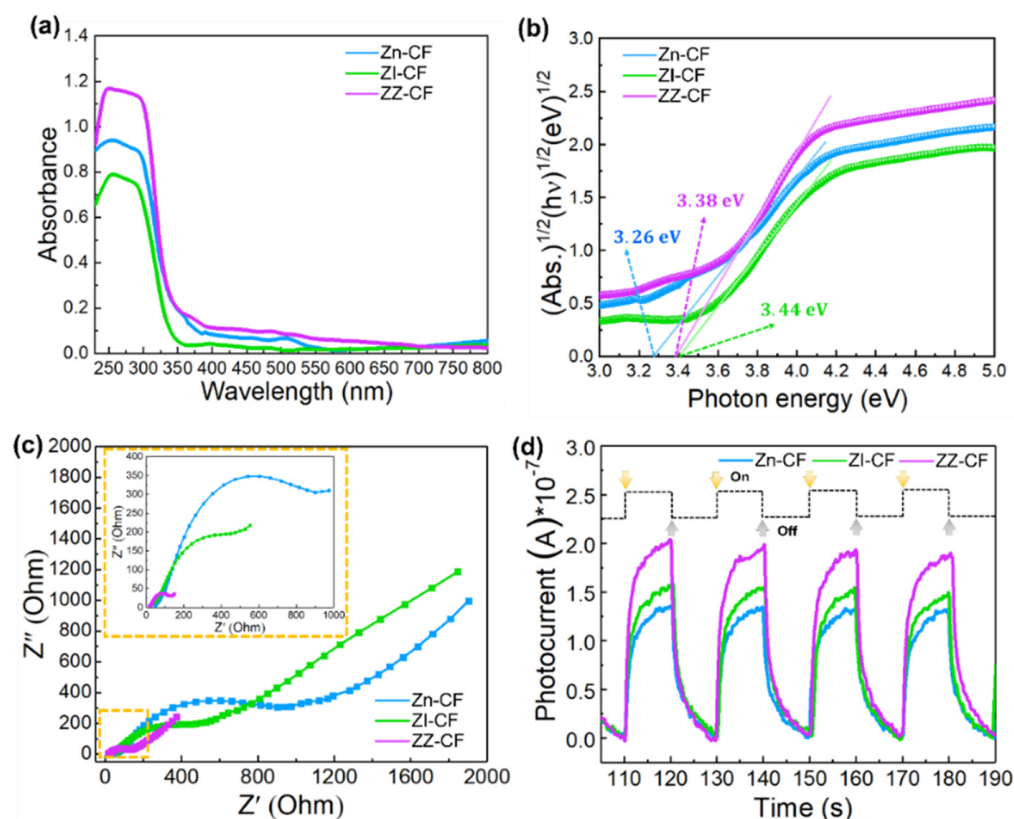 (a)
Zn-CF
ZI-CF
ZZ-CF
1.4
1.2
1.0
0.8
0.6
0.4
0.2
0.0
Absorbance
250 300 350 400 450 500 550 600 650 700 750 800
Wavelength (nm)
(b)
Zn-CF
ZI-CF
ZZ-CF
3.0
2.5
2.0
1.5
1.0
0.5
0.0
(Abs.)^1/2(hν)^1/2(eV)^1/2
3.38 eV
3.26 eV
3.44 eV
3.0 3.2 3.4 3.6 3.8 4.0 4.2 4.4 4.6 4.8 5.0
Photon energy (eV)
(c)
2000
1800
1600
1400
1200
1000
800
600
400
200
0
Z″ (Ohm)
400
350
300
250
200
150
100
50
0
Z″ (Ohm)
0 200 400 600 800 1000
Z′ (Ohm)
Zn-CF
ZI-CF
ZZ-CF
0 400 800 1200 1600 2000
Z′ (Ohm)
(d)
Zn-CF ZI-CF ZZ-CF
On
Off
3.0
2.5
2.0
1.5
1.0
0.5
0.0
Photocurrent (A)*10^-7
110 120 130 140 150 160 170 180 190
Time (s)